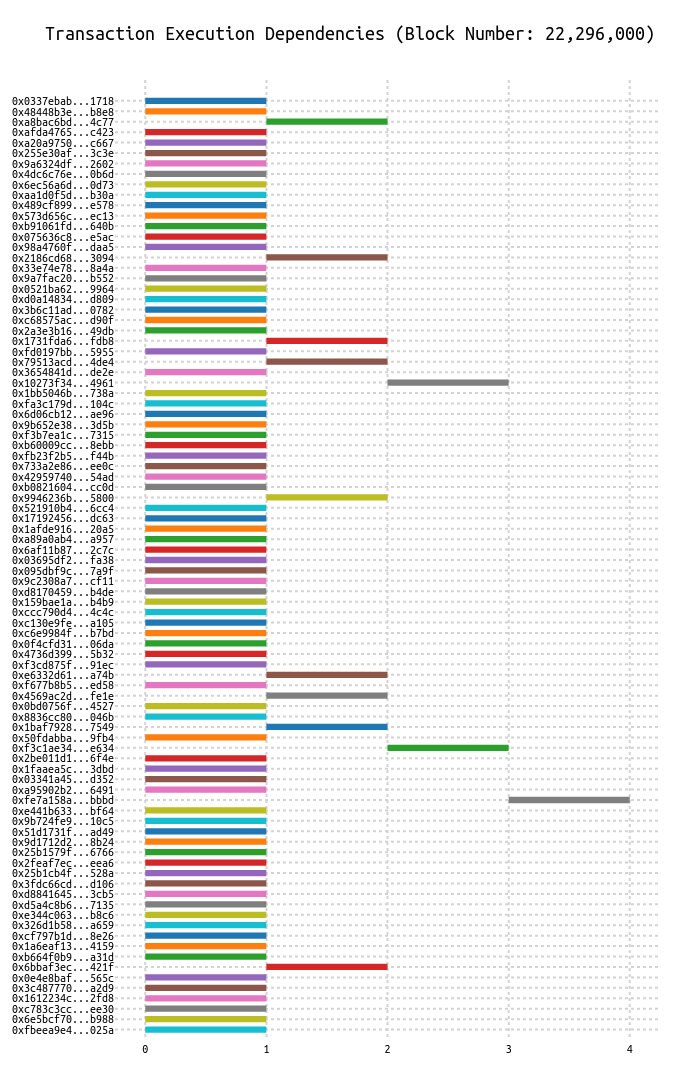 Transaction Execution Dependencies (Block Number: 22,296,000)
0x0337ebab...1718
0x48448b3e...b8e8
0xa8bac6bd...4c77
0xafda4765...c423
0xa20a9750...c667
0x255e30af...3c3e
0x9a6324df...2602
0x4dc6c76e...0b6d
0x6ec56a6d...0d73
0xaa1d0f5d...b30a
0x489cf899...e578
0x573d656c...ec13
0xb91061fd...640b
0x075636c8...e5ac
0x98a4760f...daa5
0x2186cd68...3094
0x33e74e78...8a4a
0x9a7fac20...b552
0x0521ba62...9964
0xd0a14834...d809
0x3b6c11ad...0782
0xc68575ac...d90f
0x2a3e3b16...49db
0x1731fda6...fdb8
0xfd0197bb...5955
0x79513acd...4de4
0x3654841d...de2e
0x10273f34...4961
0x1bb5046b...738a
0xfa3c179d...104c
0x6d06cb12...ae96
0x9b652e38...3d5b
0xf3b7ea1c...7315
0xb60009cc...8ebb
0xfb23f2b5...f44b
0x733a2e86...ee0c
0x42959740...54ad
0xb0821604...cc0d
0x9946236b...5800
0x521910b4...6cc4
0x17192456...dc63
0x1afde916...20a5
0xa89a0ab4...a957
0x6af11b87...2c7c
0x03695df2...fa38
0x095dbf9c...7a9f
0x9c2308a7...cf11
0xd8170459...b4de
0x159bae1a...b4b9
0xccc790d4...4c4c
0xc130e9fe...a105
0xc6e9984f...b7bd
0x0f4cfd31...06da
0x4736d399...5b32
0xf3cd875f...91ec
0xe6332d61...a74b
0xf677b8b5...ed58
0x4569ac2d...fe1e
0x0bd0756f...4527
0x8836cc80...046b
0x1baf7928...7549
0x50fdabba...9fb4
0xf3c1ae34...e634
0x2be011d1...6f4e
0x1faaea5c...3dbd
0x03341a45...d352
0xa95902b2...6491
0xfe7a158a...bbbd
0xe441b633...bf64
0x9b724fe9...10c5
0x51d1731f...ad49
0x9d1712d2...8b24
0x25b1579f...6766
0x2feaf7ec...eea6
0x25b1cb4f...528a
0x3fdc66cd...d106
0xd8841645...3cb5
0xd5a4c8b6...7135
0xe344c063...b8c6
0x326d1b58...a659
0xcf797b1d...8e26
0x1a6eaf13...4159
0xb664f0b9...a31d
0x6bbaf3ec...421f
0x0e4e8baf...565c
0x3c487770...a2d9
0x1612234c...2fd8
0xc783c3cc...ee30
0x6e5bcf70...b988
0xfbeea9e4...025a
0 1 2 3 4